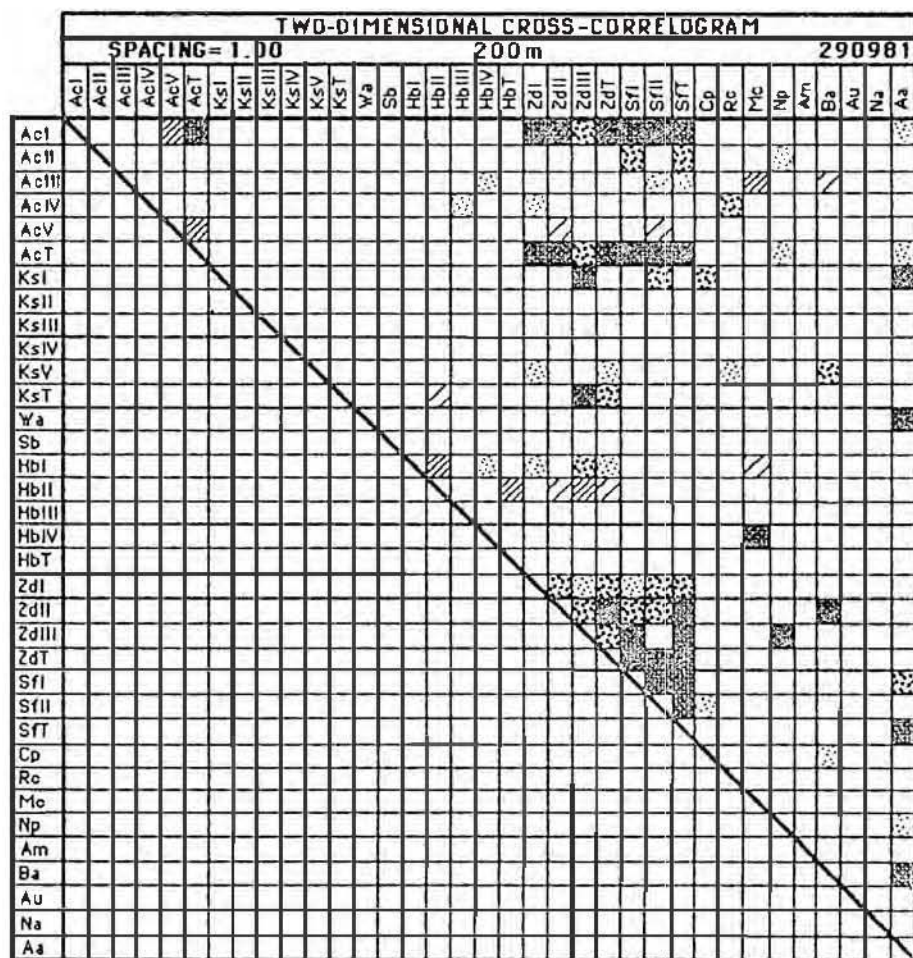 TWO-DIMENSIONAL CROSS-CORRELOGRAM
SPACING= 1.00 200m 290981
AcI AcII AcIII AcIV AcV AcT KsI KsII KsIII KsIV KsV KsT Wa Sb HbI HbII HbIII HbIV HbT ZdI ZdII ZdIII ZdT SfI SfII SfT Cp Rc Mc Np Am Ba Au Na Aa
AcI
AcII
AcIII
AcIV
AcV
AcT
KsI
KsII
KsIII
KsIV
KsV
KsT
Wa
Sb
HbI
HbII
HbIII
HbIV
HbT
ZdI
ZdII
ZdIII
ZdT
SfI
SfII
SfT
Cp
Rc
Mc
Np
Am
Ba
Au
Na
Aa